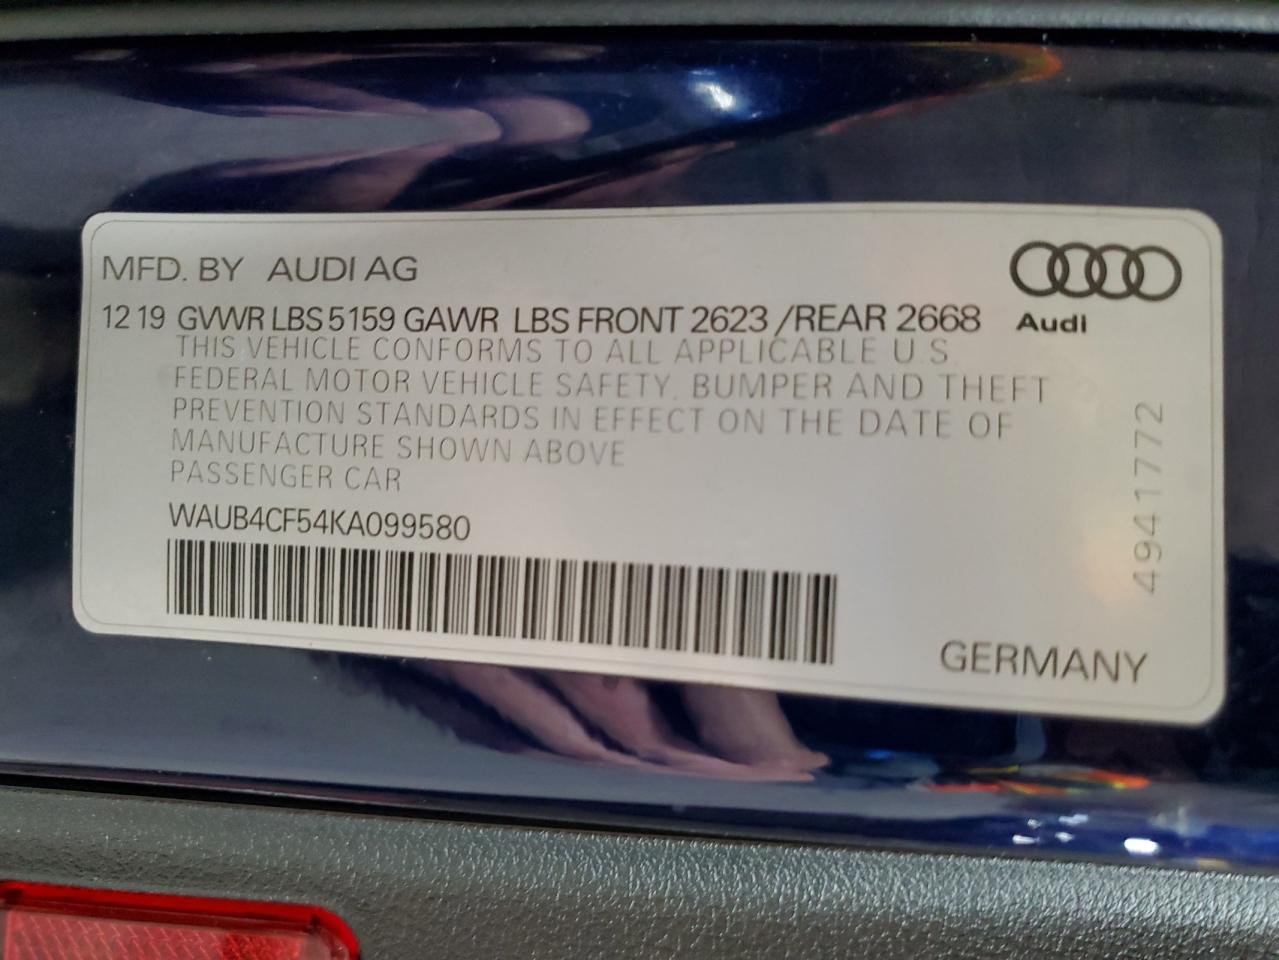 MFD. BY AUDI AG
12 19 GVWR LBS 5159 GAWR LBS FRONT 2623 /REAR 2668
Audi
THIS VEHICLE CONFORMS TO ALL APPLICABLE U.S.
FEDERAL MOTOR VEHICLE SAFETY, BUMPER AND THEFT
PREVENTION STANDARDS IN EFFECT ON THE DATE OF
MANUFACTURE SHOWN ABOVE
PASSENGER CAR
WAUB4CF54KA099580
4941772
GERMANY